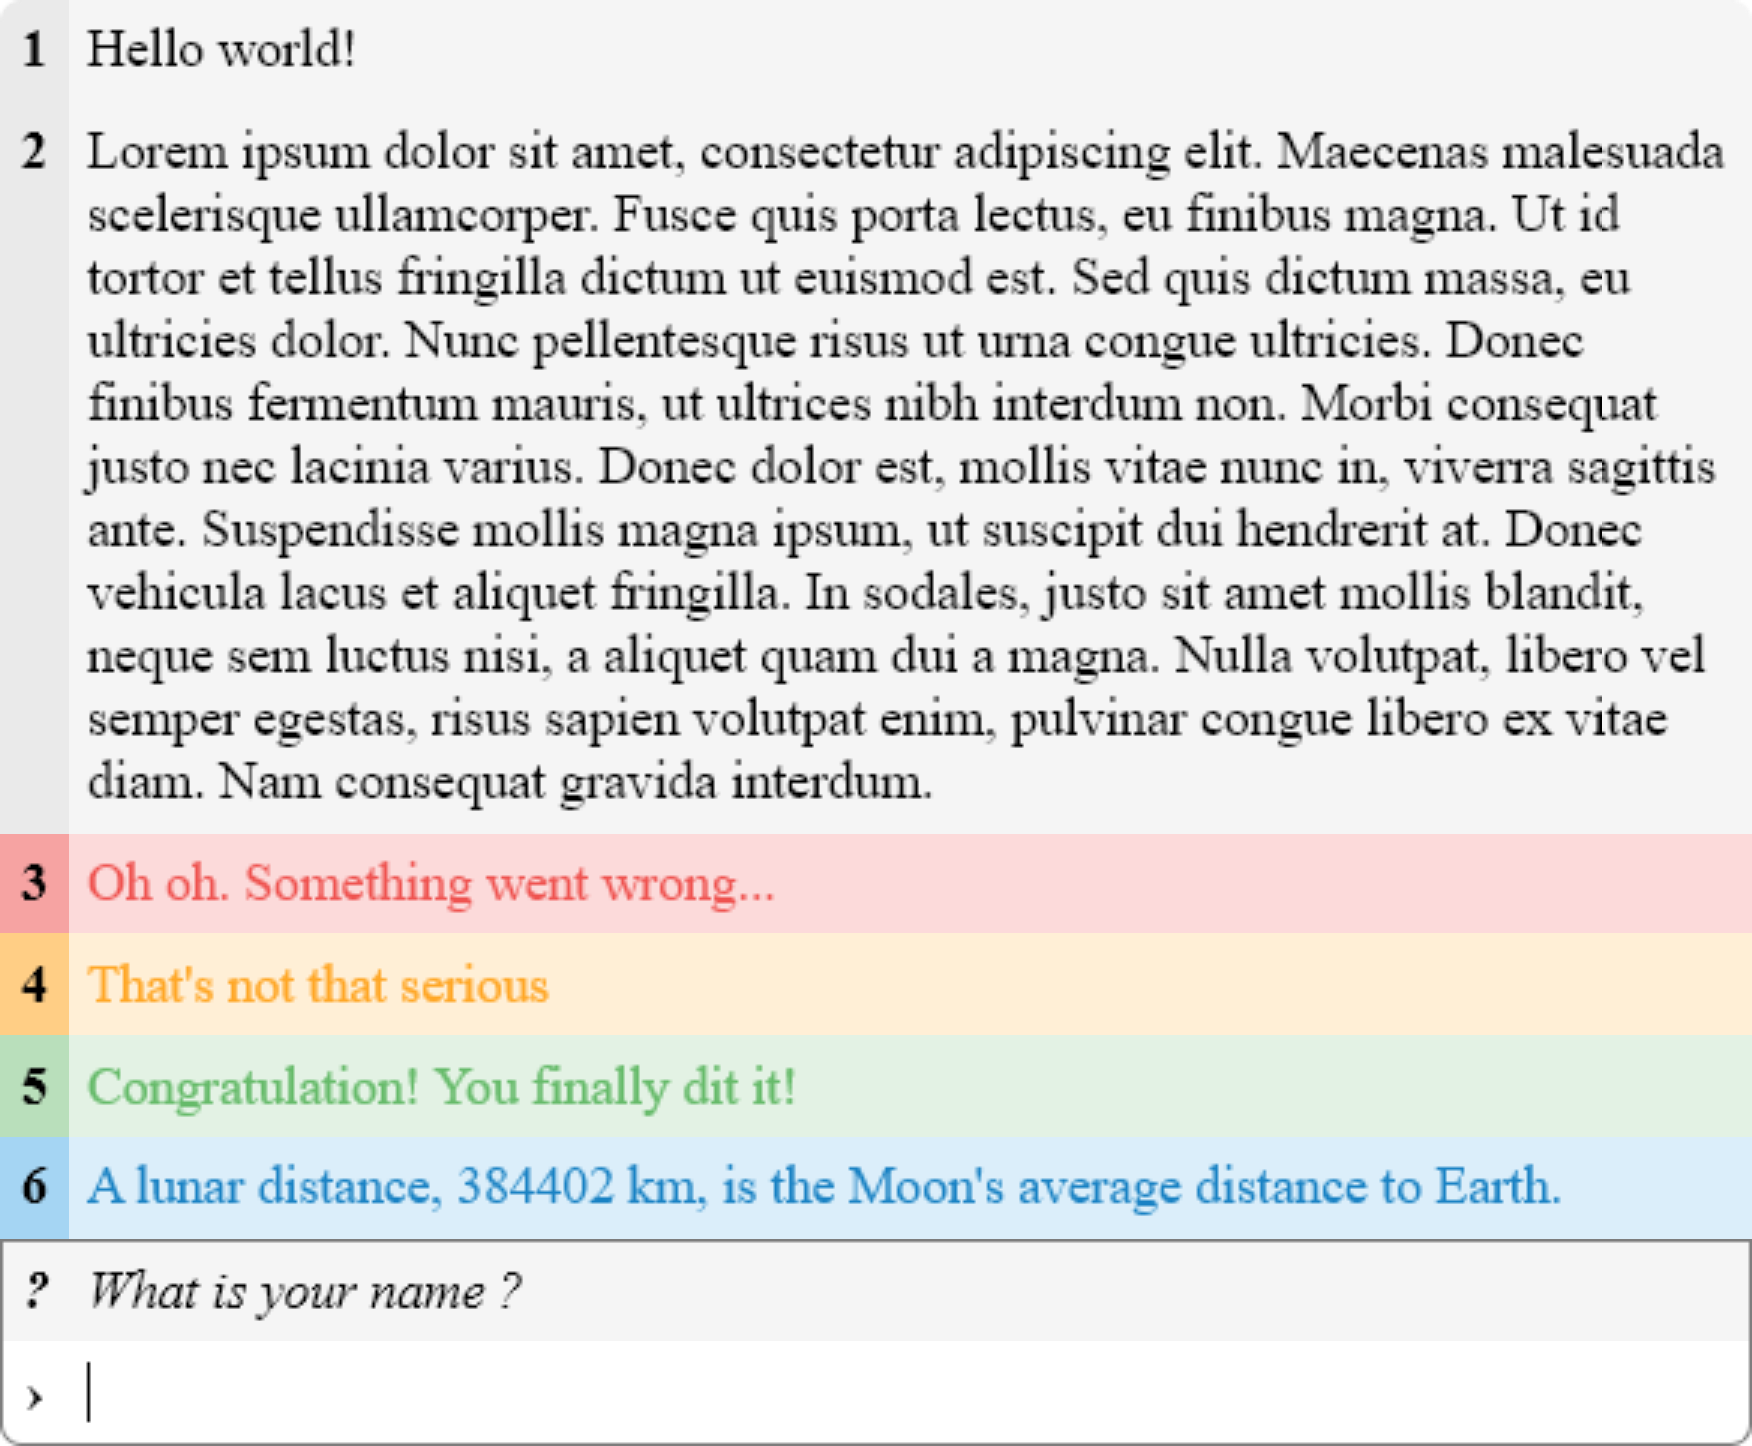 1 Hello world!
2 Lorem ipsum dolor sit amet, consectetur adipiscing elit. Maecenas malesuada
scelerisque ullamcorper. Fusce quis porta lectus, eu finibus magna. Ut id
tortor et tellus fringilla dictum ut euismod est. Sed quis dictum massa, eu
ultricies dolor. Nunc pellentesque risus ut urna congue ultricies. Donec
finibus fermentum mauris, ut ultrices nibh interdum non. Morbi consequat
justo nec lacinia varius. Donec dolor est, mollis vitae nunc in, viverra sagittis
ante. Suspendisse mollis magna ipsum, ut suscipit dui hendrerit at. Donec
vehicula lacus et aliquet fringilla. In sodales, justo sit amet mollis blandit,
neque sem luctus nisi, a aliquet quam dui a magna. Nulla volutpat, libero vel
semper egestas, risus sapien volutpat enim, pulvinar congue libero ex vitae
diam. Nam consequat gravida interdum.
3 Oh oh. Something went wrong...
4 That's not that serious
5 Congratulation! You finally dit it!
6 A lunar distance, 384402 km, is the Moon's average distance to Earth.
? What is your name ?
›